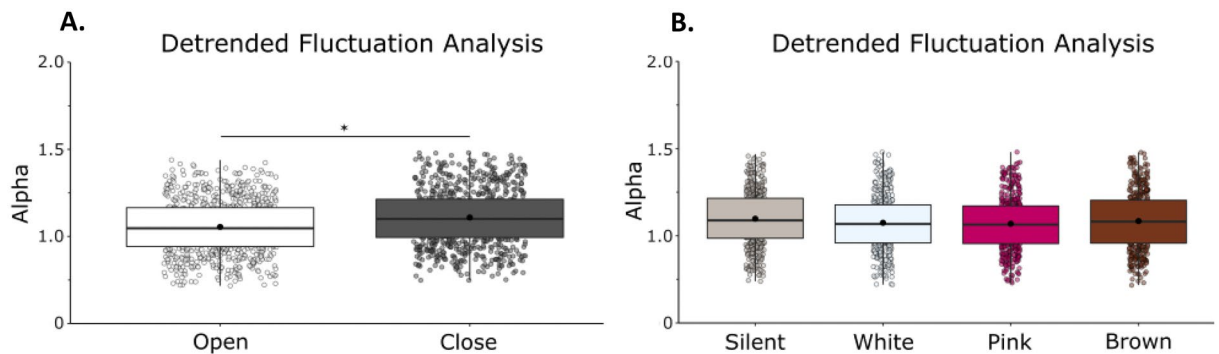 A.
Detrended Fluctuation Analysis
2.0
1.5
1.0
0
Alpha
*
Open Close
B.
Detrended Fluctuation Analysis
2.0
1.5
1.0
0
Alpha
Silent White Pink Brown